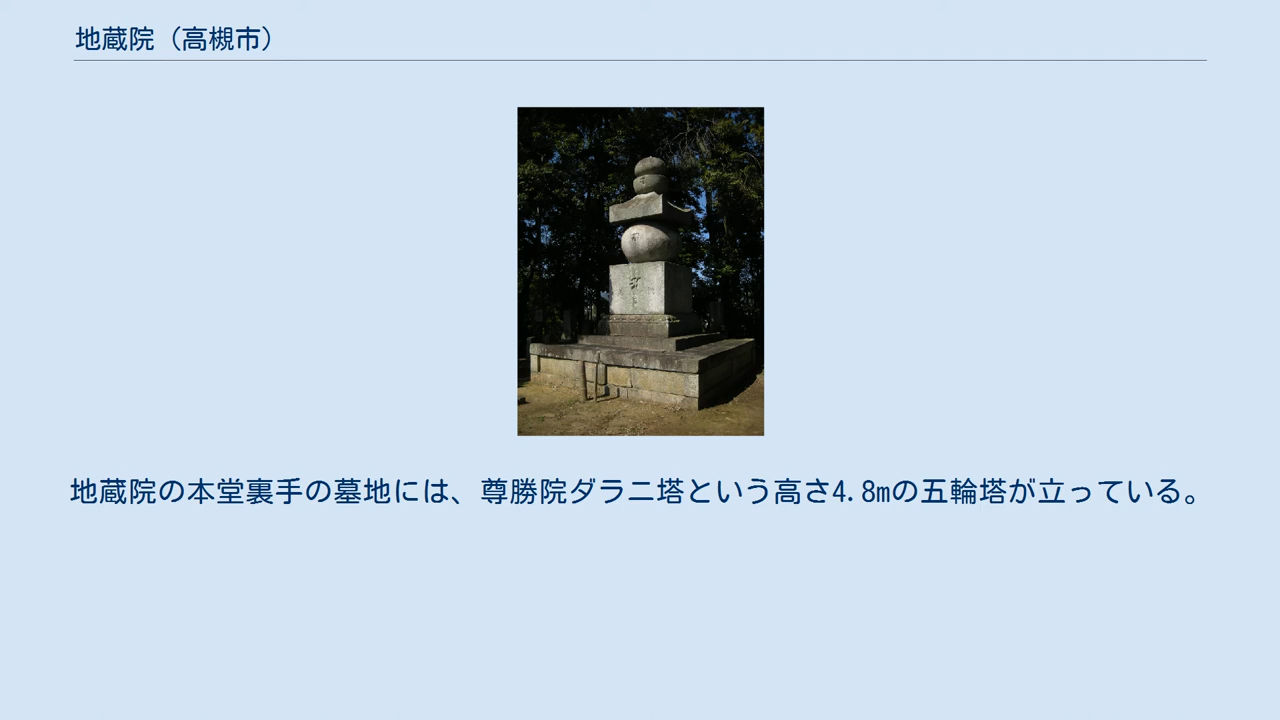 地蔵院（高槻市）
地蔵院の本堂裏手の墓地には、尊勝院ダラニ塔という高さ4.8mの五輪塔が立っている。